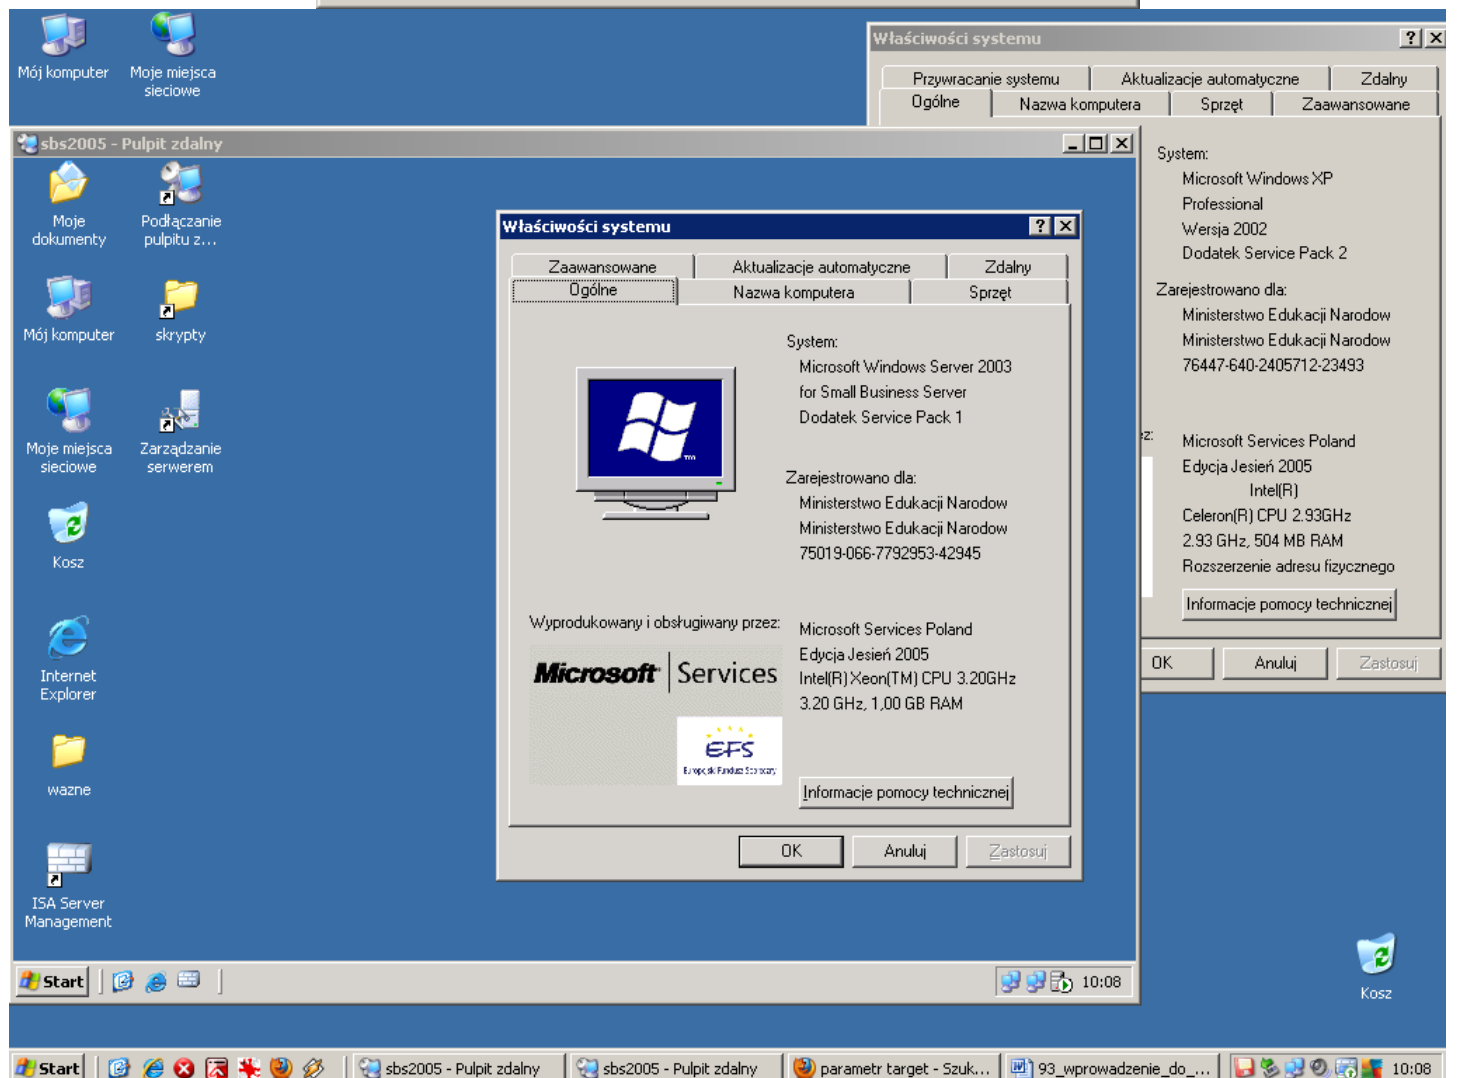 Mój komputer
Moje miejsca
sieciowe
Właściwości systemu
Przywracanie systemu
Aktualizacje automatyczne
Zdalny
Ogólne
Nazwa komputera
Sprzęt
Zaawansowane
System:
Microsoft Windows XP
Professional
Wersja 2002
Dodatek Service Pack 2
Zarejestrowano dla:
Ministerstwo Edukacji Narodow
Ministerstwo Edukacji Narodow
76447-640-2405712-23493
ez:
Microsoft Services Poland
Edycja Jesień 2005
Intel(R)
Celeron(R) CPU 2.93GHz
2.93 GHz, 504 MB RAM
Rozszerzenie adresu fizycznego
Informacje pomocy technicznej
OK
Anuluj
Zastosuj
sbs2005 - Pulpit zdalny
Moje
dokumenty
Podłączanie
pulpitu z...
Mój komputer
skrypty
Moje miejsca
sieciowe
Zarządzanie
serwerem
Kosz
Internet
Explorer
wazne
ISA Server
Management
Właściwości systemu
Zaawansowane
Aktualizacje automatyczne
Zdalny
Ogólne
Nazwa komputera
Sprzęt
System:
Microsoft Windows Server 2003
for Small Business Server
Dodatek Service Pack 1
TM
Zarejestrowano dla:
Ministerstwo Edukacji Narodow
Ministerstwo Edukacji Narodow
75019-066-7792953-42945
Wyprodukowany i obsługiwany przez:
Microsoft Services Poland
Edycja Jesień 2005
Intel(R) Xeon(TM) CPU 3.20GHz
3.20 GHz, 1,00 GB RAM
Microsoft Services
EFS
Europejski Fundusz Społeczny
Informacje pomocy technicznej
OK
Anuluj
Zastosuj
Start
10:08
Kosz
Start
sbs2005 - Pulpit zdalny
sbs2005 - Pulpit zdalny
parametr target - Szuk...
93_wprowadzenie_do_...
10:08